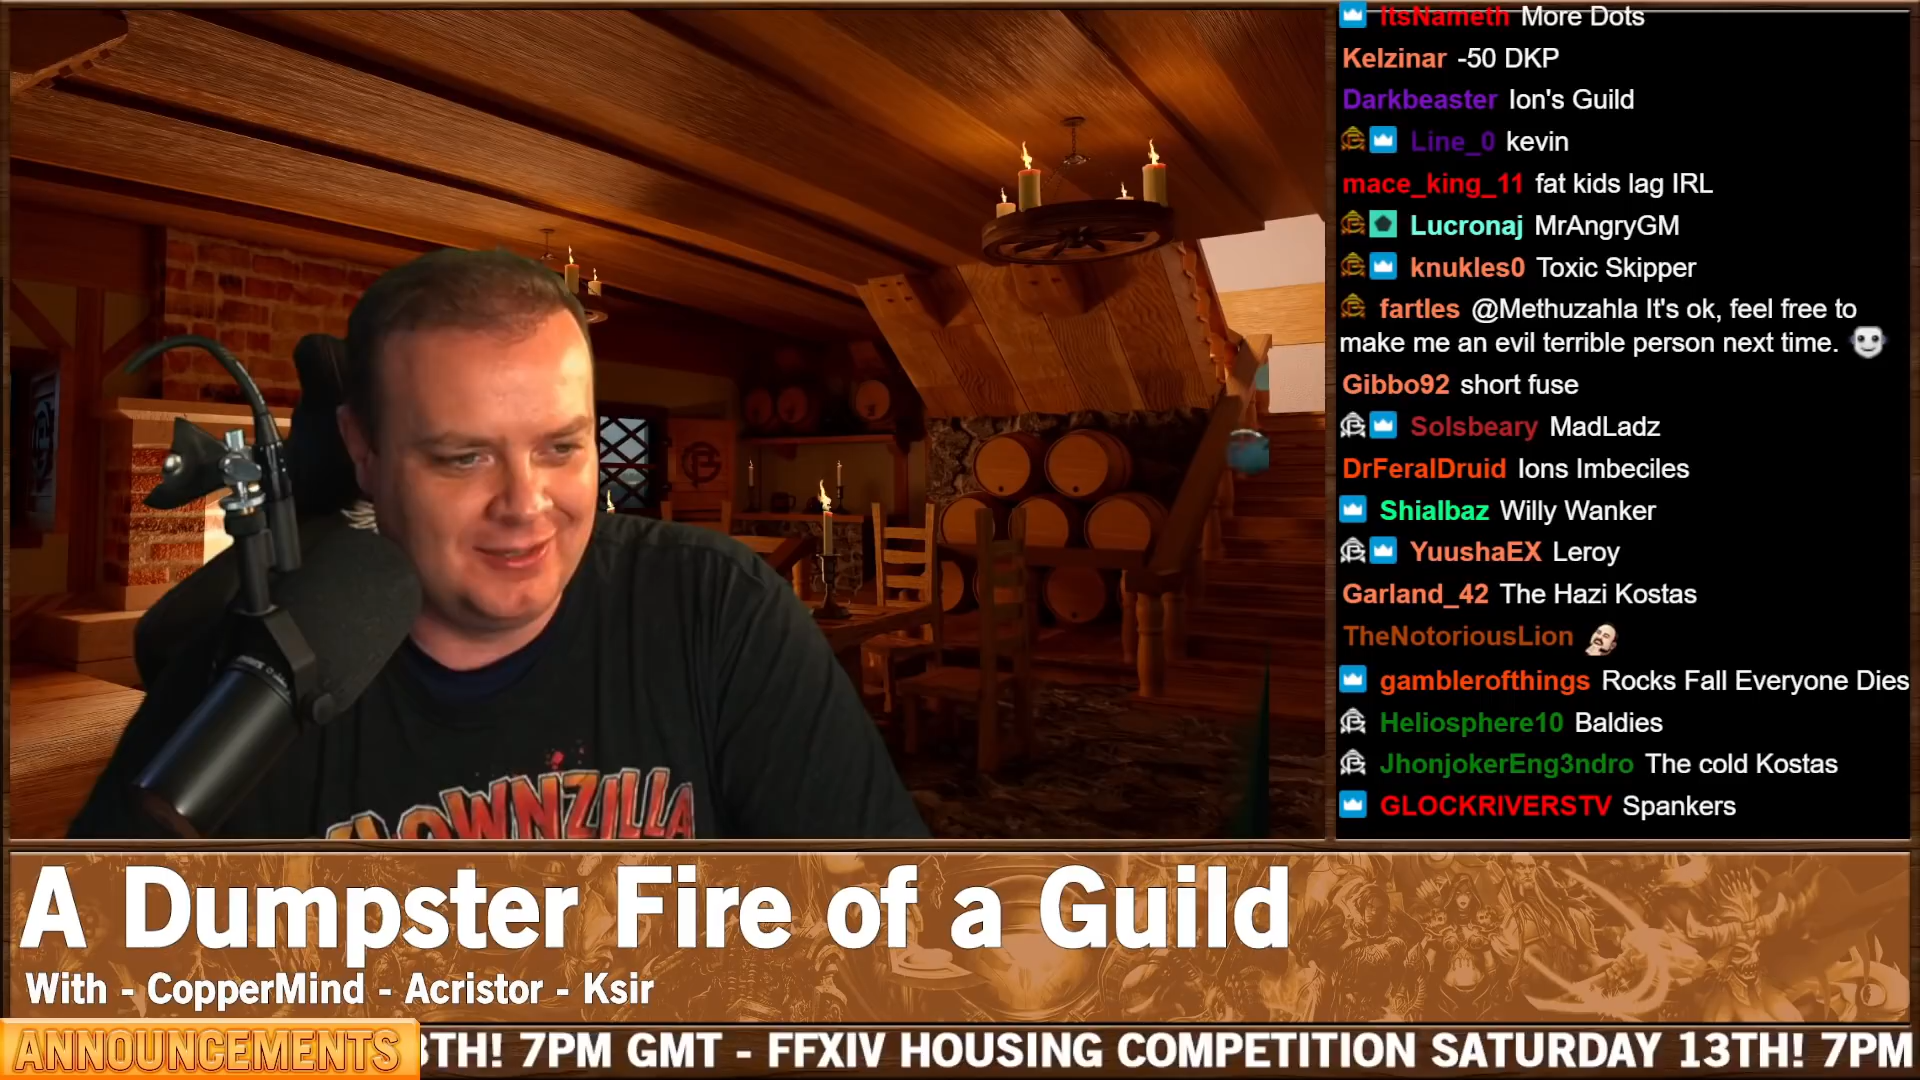 ItsNameth More Dots
Kelzinar -50 DKP
Darkbeaster Ion's Guild
Line_0 kevin
mace_king_11 fat kids lag IRL
Lucronaj MrAngryGM
knukles0 Toxic Skipper
fartles @Methuzahla It's ok, feel free to
make me an evil terrible person next time.
Gibbo92 short fuse
Solsbeary MadLadz
DrFeralDruid Ions Imbeciles
Shialbaz Willy Wanker
YuushaEX Leroy
Garland_42 The Hazi Kostas
TheNotoriousLion
gamblerofthings Rocks Fall Everyone Dies
Heliosphere10 Baldies
JhonjokerEng3ndro The cold Kostas
GLOCKRIVERSTV Spankers
A Dumpster Fire of a Guild
With - CopperMind - Acristor - Ksir
ANNOUNCEMENTS
TH! 7PM GMT - FFXIV HOUSING COMPETITION SATURDAY 13TH! 7PM